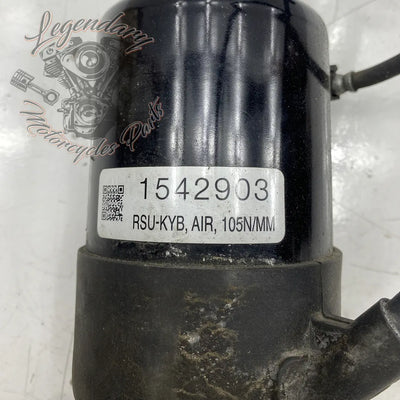 Legendary
Motorcycles Parts
1542903
RSU-KYB, AIR, 105N/MM